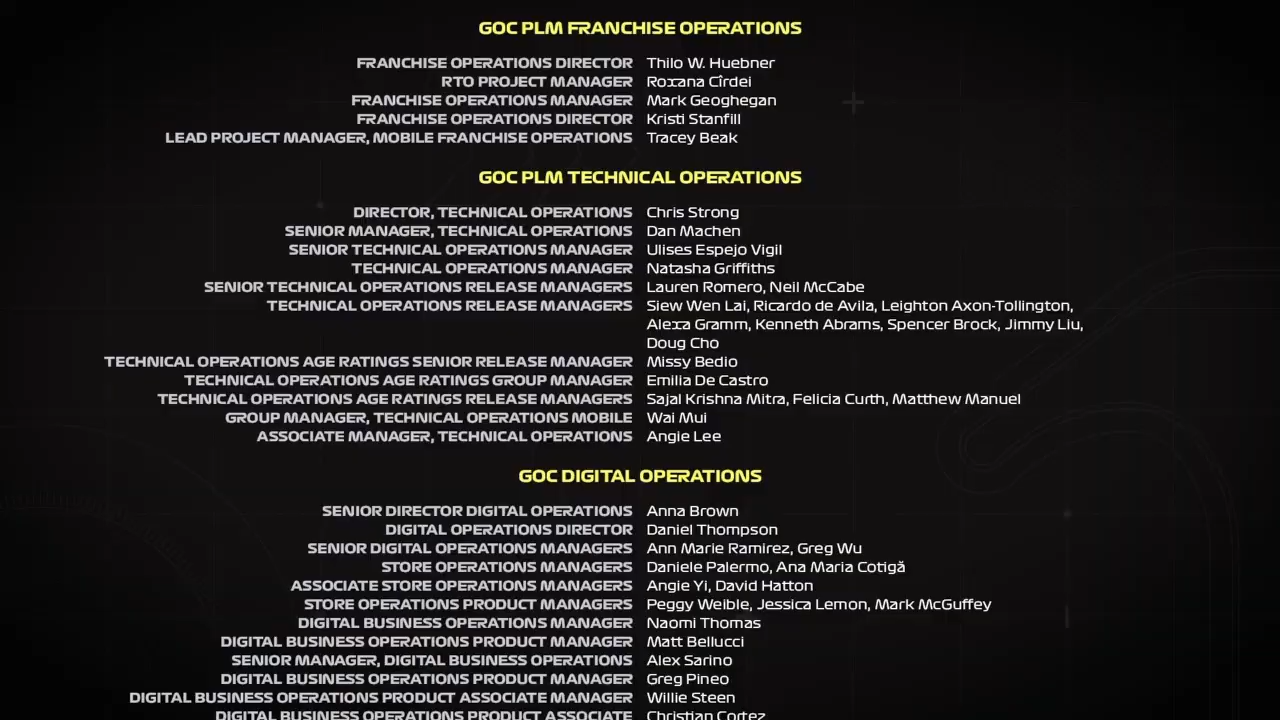 GOC PLM FRANCHISE OPERATIONS
FRANCHISE OPERATIONS DIRECTOR Thilo W. Huebner
RTO PROJECT MANAGER Roxana Cîrdei
FRANCHISE OPERATIONS MANAGER Mark Geoghegan
FRANCHISE OPERATIONS DIRECTOR Kristi Stanfill
LEAD PROJECT MANAGER, MOBILE FRANCHISE OPERATIONS Tracey Beak
GOC PLM TECHNICAL OPERATIONS
DIRECTOR, TECHNICAL OPERATIONS Chris Strong
SENIOR MANAGER, TECHNICAL OPERATIONS Dan Machen
SENIOR TECHNICAL OPERATIONS MANAGER Ulises Espejo Vigil
TECHNICAL OPERATIONS MANAGER Natasha Griffiths
SENIOR TECHNICAL OPERATIONS RELEASE MANAGERS Lauren Romero, Neil McCabe
TECHNICAL OPERATIONS RELEASE MANAGERS Siew Wen Lai, Ricardo de Avila, Leighton Axon-Tollington,
Alexa Gramm, Kenneth Abrams, Spencer Brock, Jimmy Liu,
Doug Cho
TECHNICAL OPERATIONS AGE RATINGS SENIOR RELEASE MANAGER Missy Bedio
TECHNICAL OPERATIONS AGE RATINGS GROUP MANAGER Emilia De Castro
TECHNICAL OPERATIONS AGE RATINGS RELEASE MANAGERS Sajal Krishna Mitra, Felicia Curth, Matthew Manuel
GROUP MANAGER, TECHNICAL OPERATIONS MOBILE Wai Mui
ASSOCIATE MANAGER, TECHNICAL OPERATIONS Angie Lee
GOC DIGITAL OPERATIONS
SENIOR DIRECTOR DIGITAL OPERATIONS Anna Brown
DIGITAL OPERATIONS DIRECTOR Daniel Thompson
SENIOR DIGITAL OPERATIONS MANAGERS Ann Marie Ramirez, Greg Wu
STORE OPERATIONS MANAGERS Daniele Palermo, Ana Maria Cotigă
ASSOCIATE STORE OPERATIONS MANAGERS Angie Yi, David Hatton
STORE OPERATIONS PRODUCT MANAGERS Peggy Weible, Jessica Lemon, Mark McGuffey
DIGITAL BUSINESS OPERATIONS MANAGER Naomi Thomas
DIGITAL BUSINESS OPERATIONS PRODUCT MANAGER Matt Bellucci
SENIOR MANAGER, DIGITAL BUSINESS OPERATIONS Alex Sarino
DIGITAL BUSINESS OPERATIONS PRODUCT MANAGER Greg Pineo
DIGITAL BUSINESS OPERATIONS PRODUCT ASSOCIATE MANAGER Willie Steen
DIGITAL BUSINESS OPERATIONS PRODUCT ASSOCIATE Christian Cortez